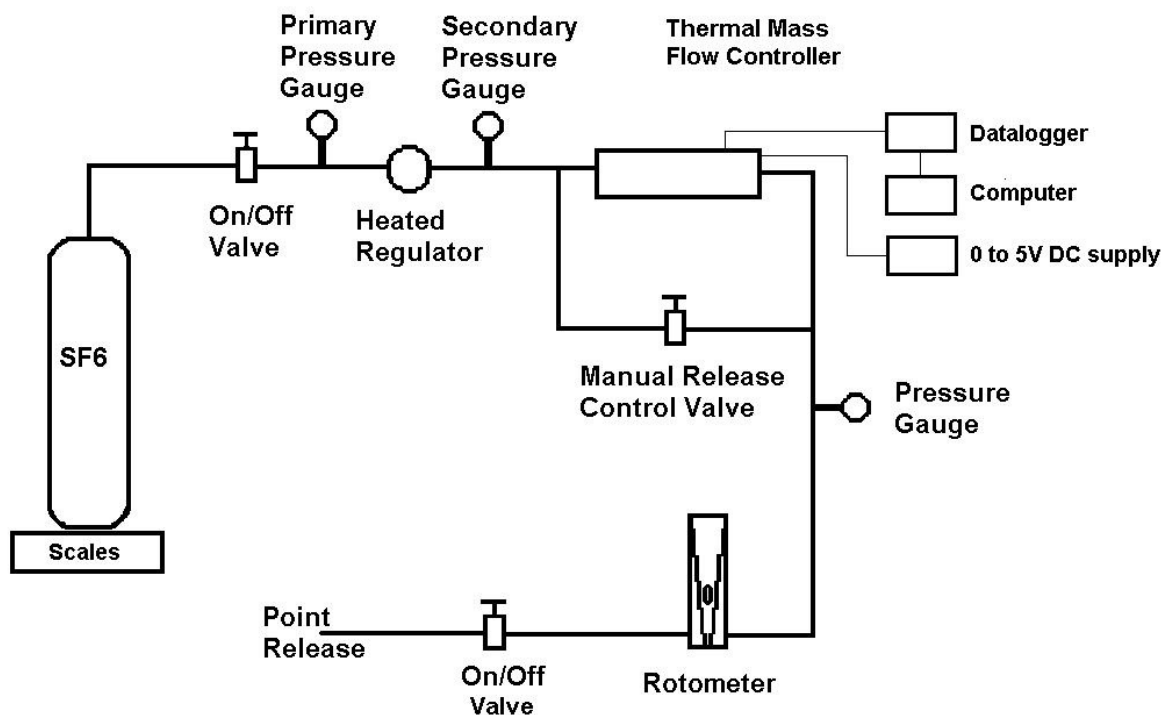 Primary
Pressure
Gauge
Secondary
Pressure
Gauge
Thermal Mass
Flow Controller
Datalogger
Computer
0 to 5V DC supply
On/Off
Valve
Heated
Regulator
SF6
Manual Release
Control Valve
Pressure
Gauge
Scales
Point
Release
On/Off
Valve
Rotometer